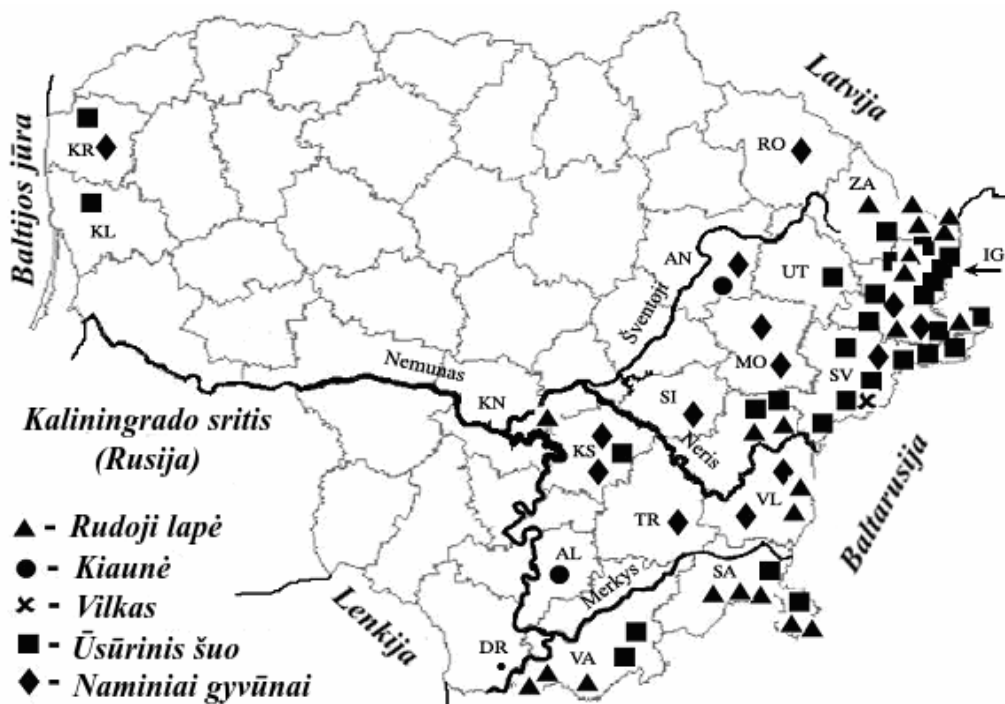 Latvija
RO
KR
ZA
Baltijos jūra
KL
AN
UT
IG
Šventoji
MO
Nemunas
SV
KN
SI
Kaliningrado sritis
(Rusija)
Neris
KS
Baltarusija
VL
TR
- Rudoji lapė
AL
SA
- Kiaunė
Merkys
- Vilkas
Lenkija
- Ūsūrinis šuo
DR
VA
- Naminiai gyvūnai